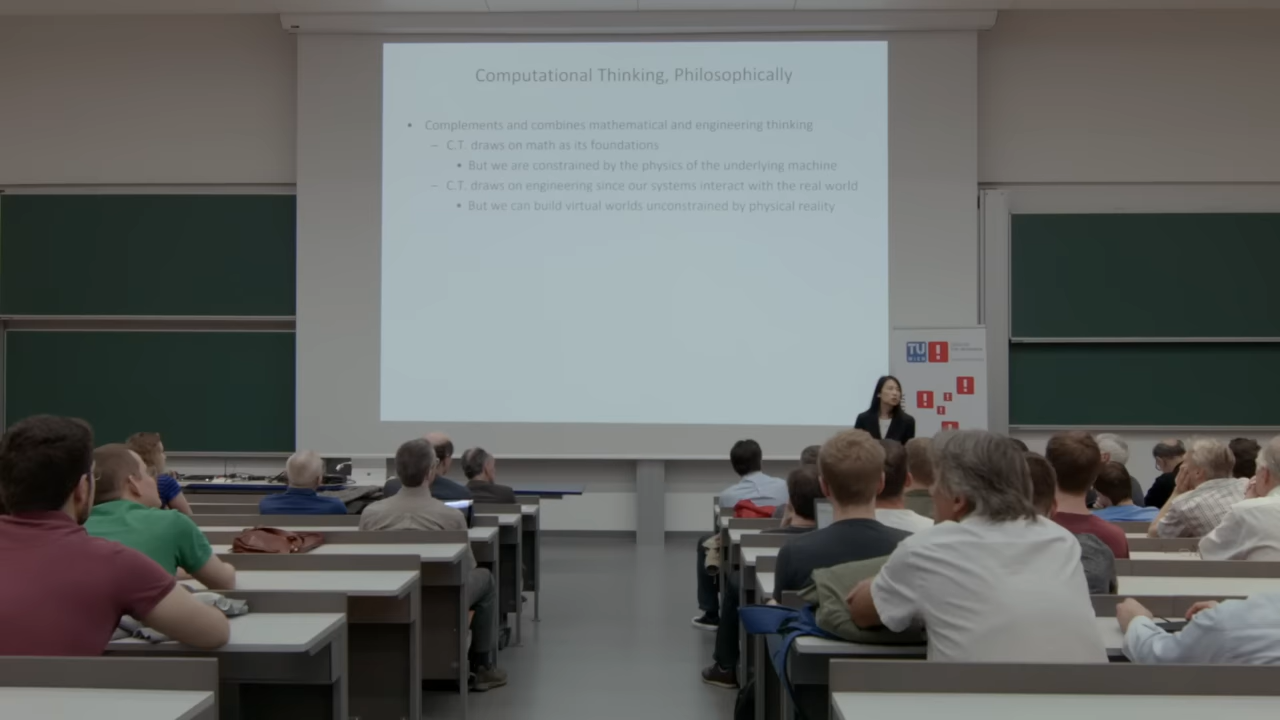 Computational Thinking, Philosophically
• Complements and combines mathematical and engineering thinking
– C.T. draws on math as its foundations
• But we are constrained by the physics of the underlying machine
– C.T. draws on engineering since our systems interact with the real world
• But we can build virtual worlds unconstrained by physical reality
TU
WIEN